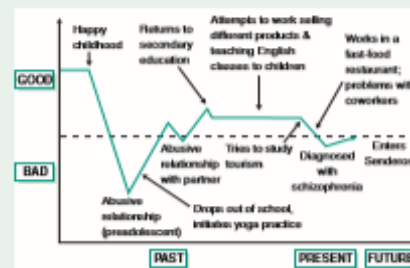 Happy
childhood
Returns to
secondary
education
Attempts to work selling
different products &
teaching English
classes to children
Works in a
fast-food
restaurant;
problems with
coworkers
GOOD
BAD
Abusive
relationship
(preadolescent)
Abusive
relationship
with partner
Drops out of school,
initiates yoga practice
Tries to study
tourism
Diagnosed
with
schizophrenia
Enters
Senderos
PAST
PRESENT
FUTURE